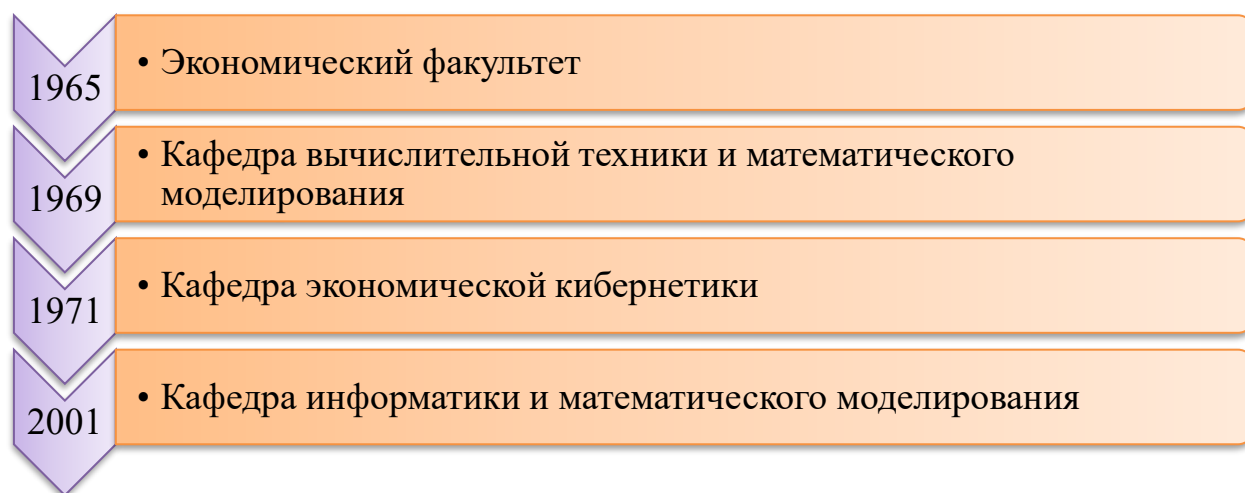 1965
• Экономический факультет
1969
• Кафедра вычислительной техники и математического
моделирования
1971
• Кафедра экономической кибернетики
2001
• Кафедра информатики и математического моделирования